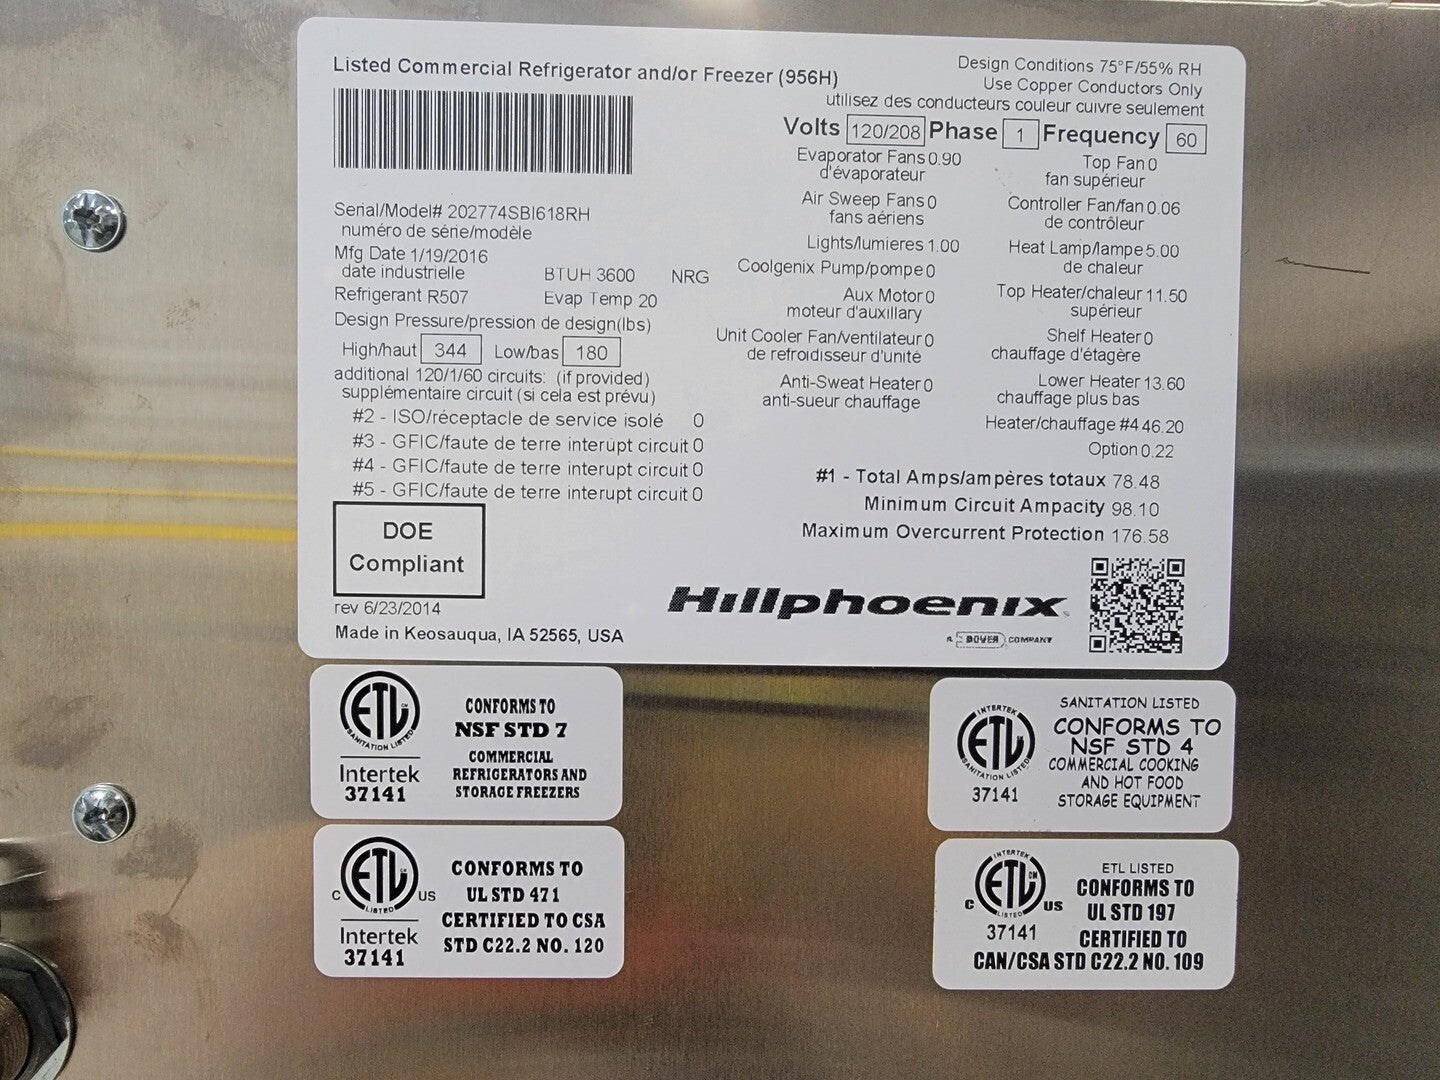 Listed Commercial Refrigerator and/or Freezer (956H)
Design Conditions 75°F/55% RH
Use Copper Conductors Only
utilisez des conducteurs couleur cuivre seulement
Volts 120/208 Phase 1 Frequency 60
Serial/Model# 202774SBI618RH
numéro de série/modèle
Mfg Date 1/19/2016
date industrielle
BTUH 3600 NRG
Refrigerant R507 Evap Temp 20
Design Pressure/pression de design(lbs)
High/haut 344 Low/bas 180
additional 120/1/60 circuits: (if provided)
supplémentaire circuit (si cela est prévu)
#2 - ISO/réceptacle de service isolé 0
#3 - GFIC/faute de terre interupt circuit 0
#4 - GFIC/faute de terre interupt circuit 0
#5 - GFIC/faute de terre interupt circuit 0
DOE
Compliant
rev 6/23/2014
Made in Keosauqua, IA 52565, USA
Evaporator Fans 0.90
d'évaporateur
Air Sweep Fans 0
fans aériens
Lights/lumieres 1.00
Coolgenix Pump/pompe 0
Aux Motor 0
moteur d'auxillary
Unit Cooler Fan/ventilateur 0
de refroidisseur d'unité
Anti-Sweat Heater 0
anti-sueur chauffage
Top Fan 0
fan supérieur
Controller Fan/fan 0.06
de contrôleur
Heat Lamp/lampe 5.00
de chaleur
Top Heater/chaleur 11.50
supérieur
Shelf Heater 0
chauffage d'étagère
Lower Heater 13.60
chauffage plus bas
Heater/chauffage #4 46.20
Option 0.22
#1 - Total Amps/ampères totaux 78.48
Minimum Circuit Ampacity 98.10
Maximum Overcurrent Protection 176.58
Hillphoenix
A DOVER COMPANY
ETL CM
SANITATION LISTED
Intertek
37141
CONFORMS TO
NSF STD 7
COMMERCIAL
REFRIGERATORS AND
STORAGE FREEZERS
INTERTEK
ETL CM
SANITATION LISTED
37141
SANITATION LISTED
CONFORMS TO
NSF STD 4
COMMERCIAL COOKING
AND HOT FOOD
STORAGE EQUIPMENT
ETL CM
C LISTED US
Intertek
37141
CONFORMS TO
UL STD 471
CERTIFIED TO CSA
STD C22.2 NO. 120
INTERTEK
ETL CM
C LISTED US
37141
ETL LISTED
CONFORMS TO
UL STD 197
CERTIFIED TO
CAN/CSA STD C22.2 NO. 109